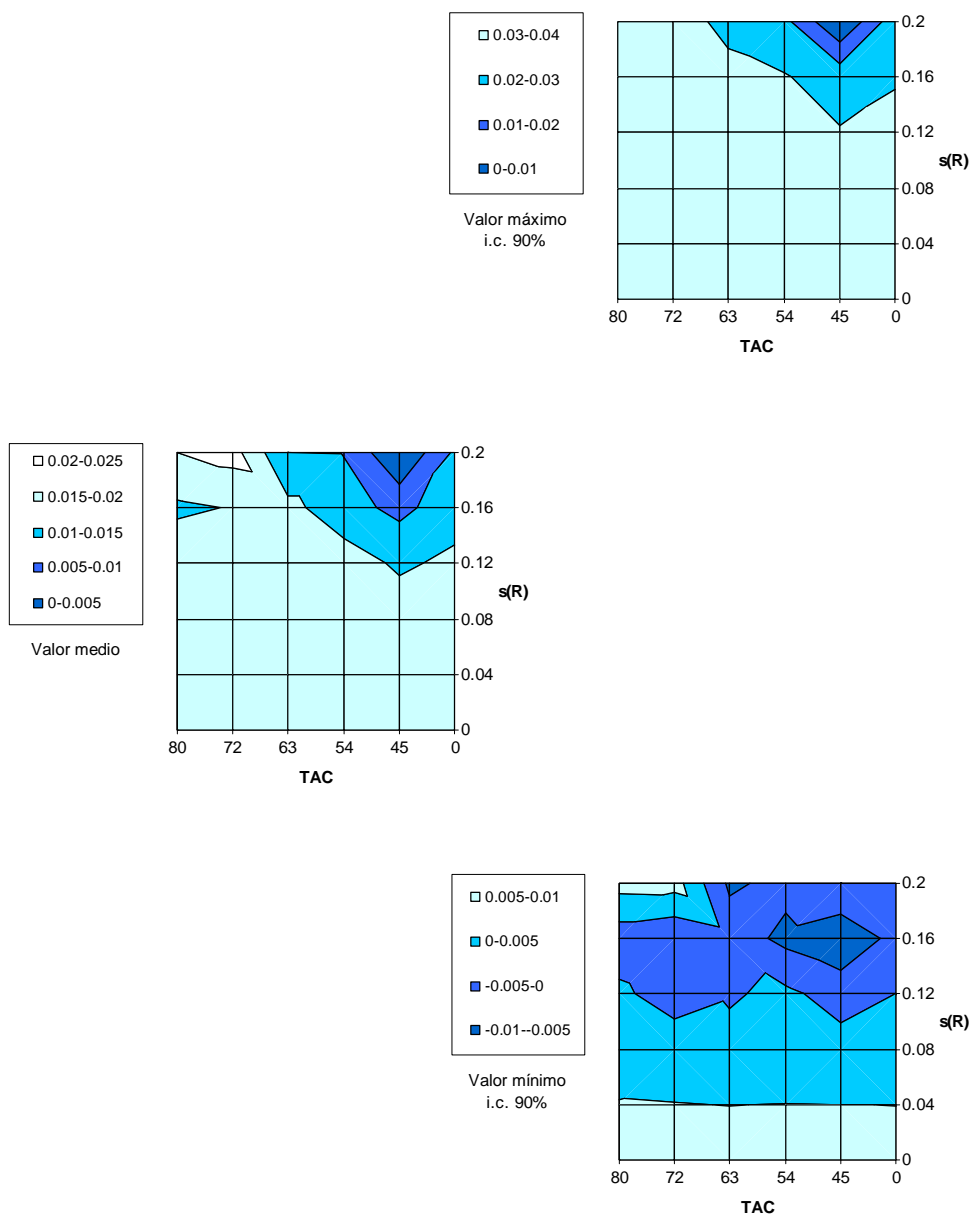 0.03-0.04
0.02-0.03
0.01-0.02
0-0.01
Valor máximo
i.c. 90%
0.2
0.16
0.12
0.08
0.04
0
s(R)
80 72 63 54 45 0
TAC
0.02-0.025
0.015-0.02
0.01-0.015
0.005-0.01
0-0.005
Valor medio
0.2
0.16
0.12
0.08
0.04
0
s(R)
80 72 63 54 45 0
TAC
0.005-0.01
0-0.005
-0.005-0
-0.01--0.005
Valor mínimo
i.c. 90%
0.2
0.16
0.12
0.08
0.04
0
s(R)
80 72 63 54 45 0
TAC